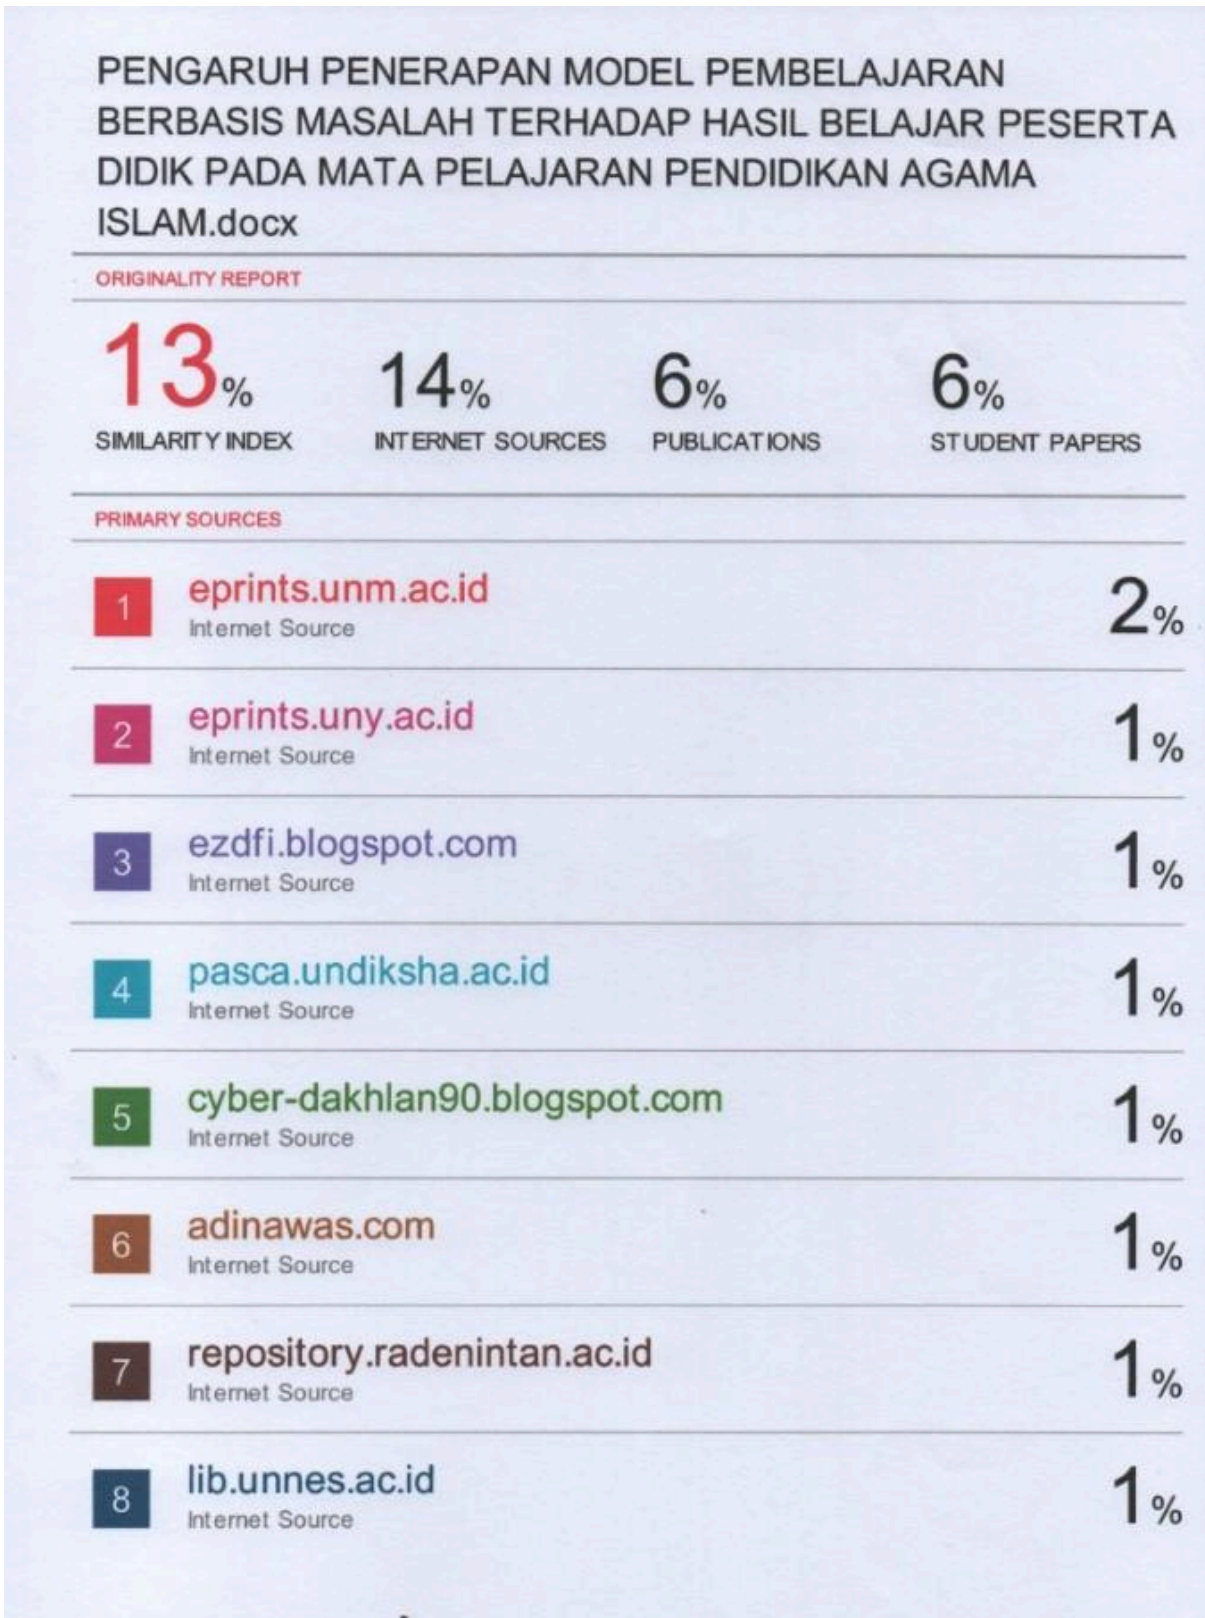 PENGARUH PENERAPAN MODEL PEMBELAJARAN
BERBASIS MASALAH TERHADAP HASIL BELAJAR PESERTA
DIDIK PADA MATA PELAJARAN PENDIDIKAN AGAMA
ISLAM.docx
ORIGINALITY REPORT
13% 14% 6% 6%
SIMILARITY INDEX INTERNET SOURCES PUBLICATIONS STUDENT PAPERS
PRIMARY SOURCES
1 eprints.unm.ac.id 2%
Internet Source
2 eprints.uny.ac.id 1%
Internet Source
3 ezdfi.blogspot.com 1%
Internet Source
4 pasca.undiksha.ac.id 1%
Internet Source
5 cyber-dakhlan90.blogspot.com 1%
Internet Source
6 adinawas.com 1%
Internet Source
7 repository.radenintan.ac.id 1%
Internet Source
8 lib.unnes.ac.id 1%
Internet Source